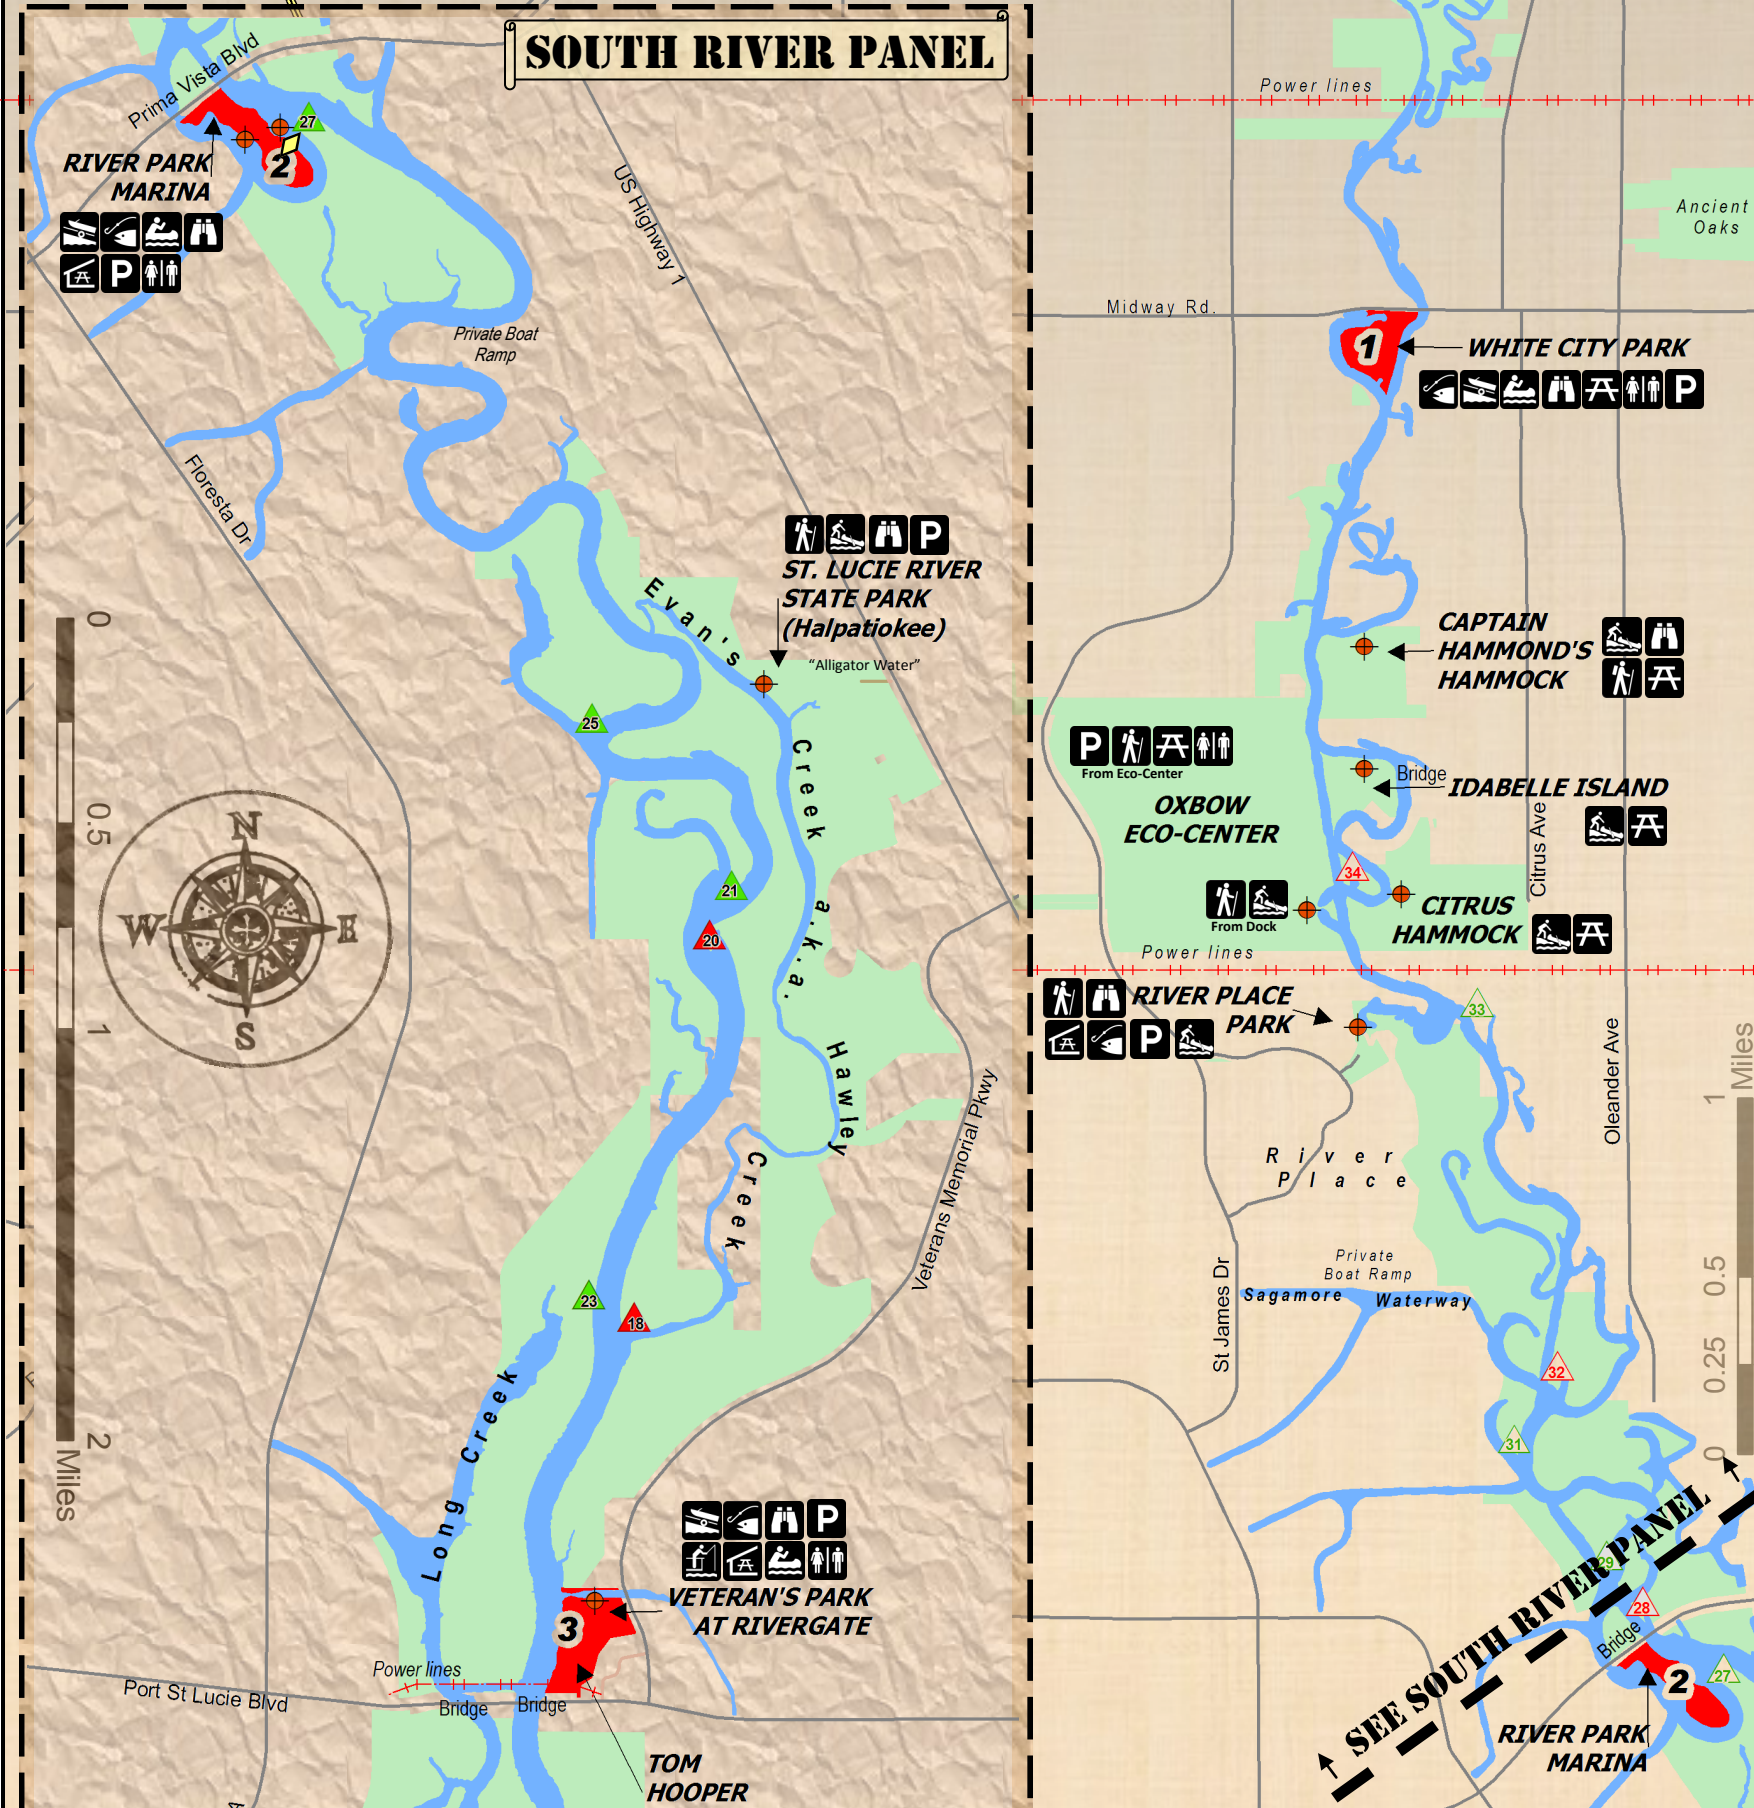 SOUTH RIVER PANEL
Prima Vista Blvd
27
RIVER PARK
MARINA
2
P
US Highway 1
Private Boat
Ramp
Floresta Dr
P
ST. LUCIE RIVER
STATE PARK
(Halpatiokee)
"Alligator Water"
Evan's
Creek
a.k.a.
Hawley
Creek
25
21
20
0
0.5
1
2
Miles
N
W
E
S
Veterans Memorial Pkwy
23
18
Long Creek
P
VETERAN'S PARK
AT RIVERGATE
3
Power lines
Port St Lucie Blvd
Bridge
Bridge
TOM
HOOPER
Power lines
Ancient
Oaks
Midway Rd.
1
WHITE CITY PARK
P
CAPTAIN
HAMMOND'S
HAMMOCK
P
From Eco-Center
OXBOW
ECO-CENTER
Bridge
IDABELLE ISLAND
Citrus Ave
34
From Dock
CITRUS
HAMMOCK
Power lines
RIVER PLACE
PARK
P
33
Oleander Ave
Miles
1
0.5
0.25
0
River
Place
Private
Boat Ramp
Sagamore Waterway
St James Dr
32
31
29
28
SEE SOUTH RIVER PANEL
Bridge
2
27
RIVER PARK
MARINA